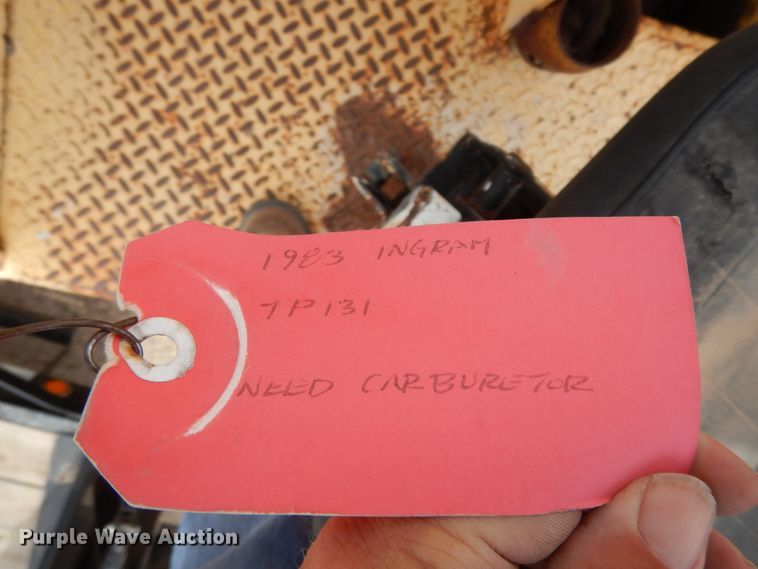 1983 INGRAM
7P131
NEED CARBURETOR
Purple Wave Auction